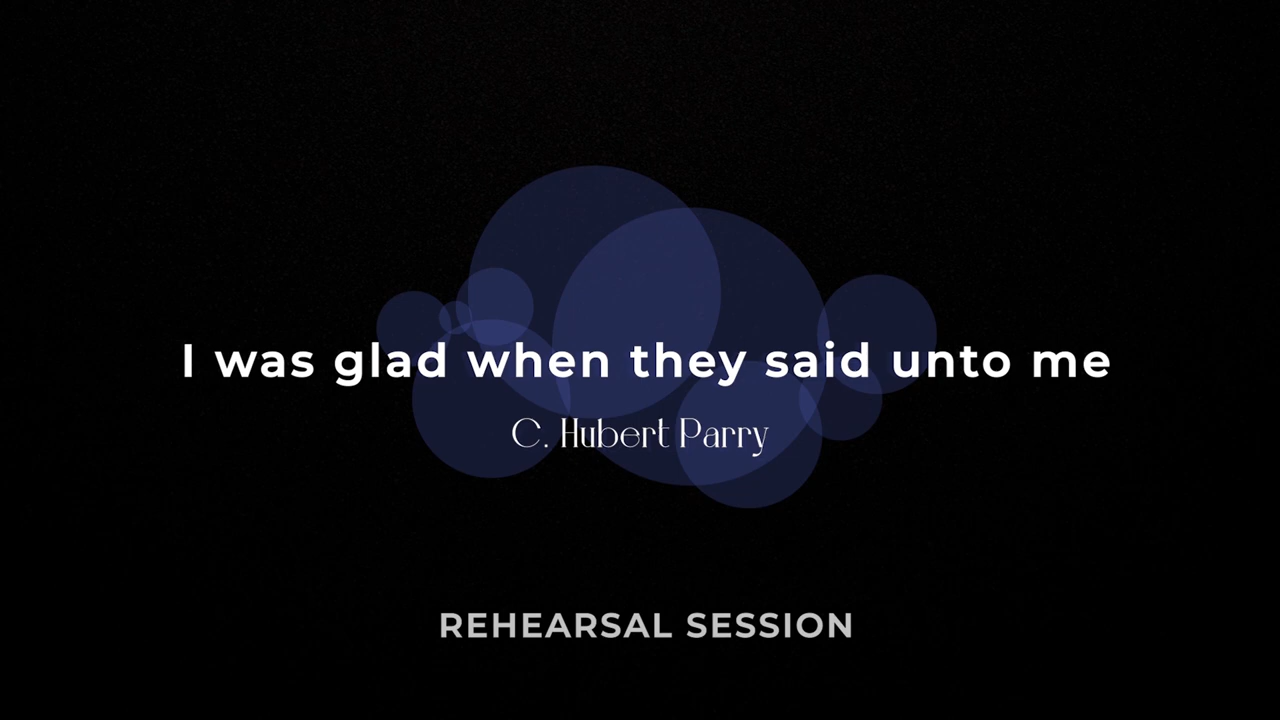 I was glad when they said unto me
C. Hubert Parry
REHEARSAL SESSION